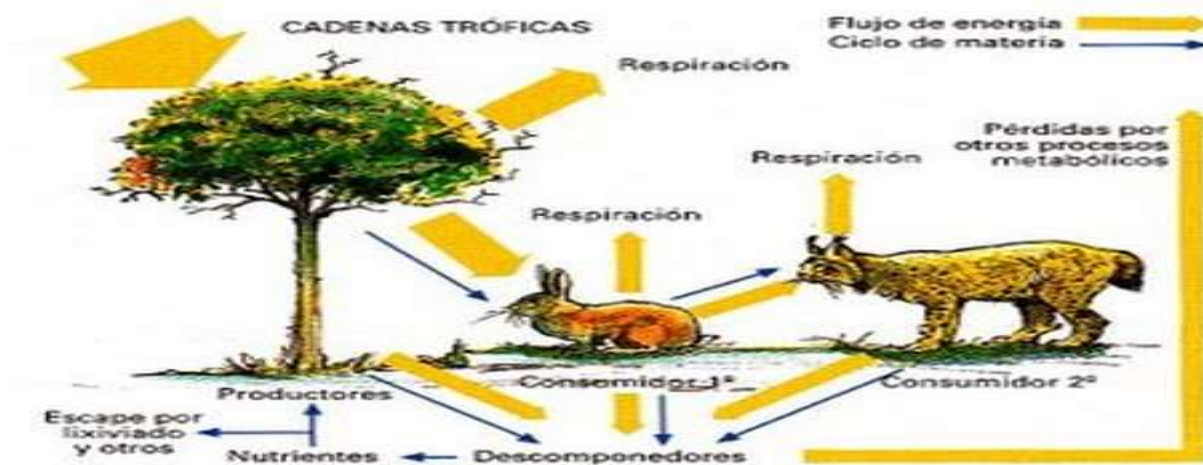 CADENAS TRÓFICAS
Flujo de energía
Ciclo de materia
Respiración
Pérdidas por
otros procesos
metabólicos
Respiración
Respiración
Consumidor 1º
Consumidor 2º
Productores
Escape por
lixiviado
y otros
Nutrientes
Descomponedores